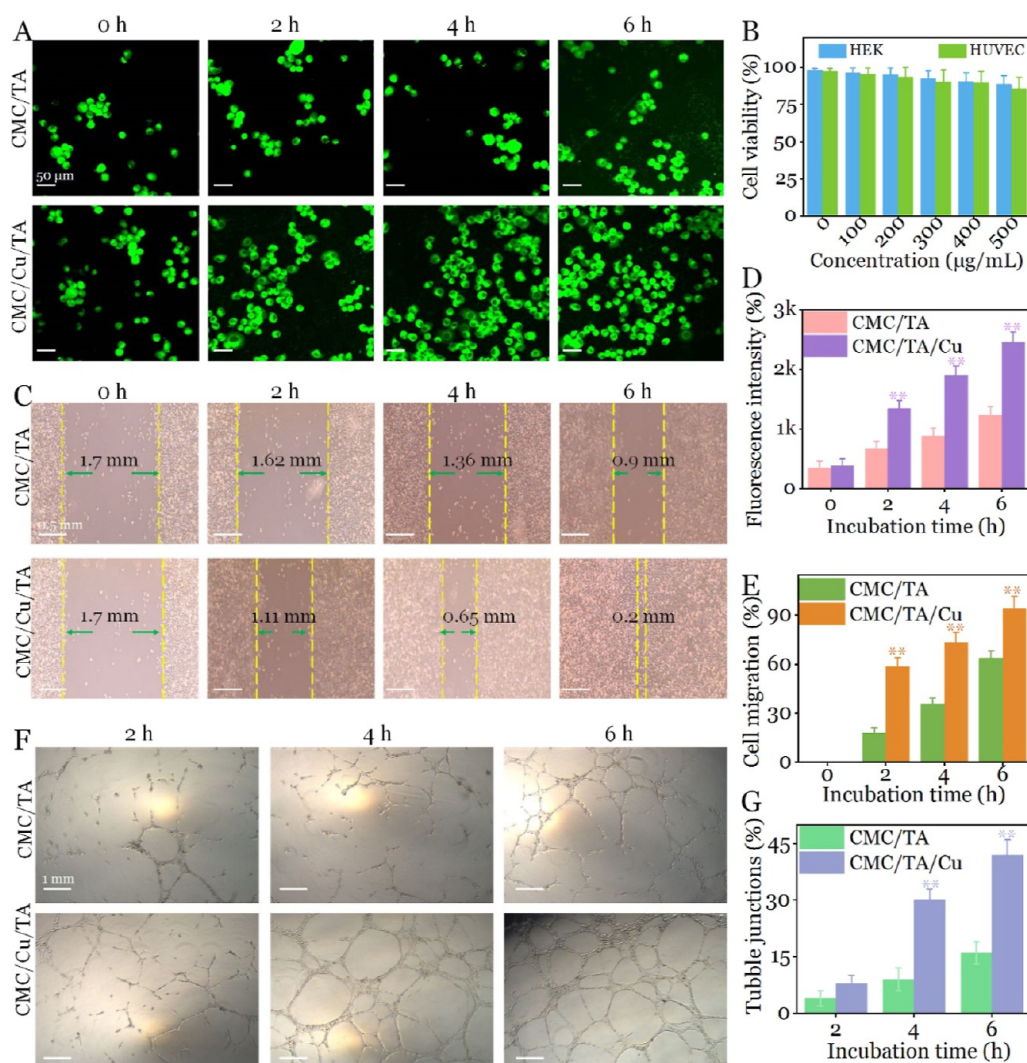 A
0 h 2 h 4 h 6 h
CMC/TA
50 μm
CMC/Cu/TA
B
HEK HUVEC
Cell viability (%)
100
75
50
25
0
0 100 200 300 400 500
Concentration (μg/mL)
C
0 h 2 h 4 h 6 h
CMC/TA
1.7 mm 1.62 mm 1.36 mm 0.9 mm
0.5 mm
CMC/Cu/TA
1.7 mm 1.11 mm 0.65 mm 0.2 mm
D
CMC/TA
CMC/TA/Cu
Fluorescence intensity (%)
3k
2k
1k
0
** ** **
0 2 4 6
Incubation time (h)
E
CMC/TA
CMC/TA/Cu
Cell migration (%)
90
60
30
0
** ** **
0 2 4 6
Incubation time (h)
F
2 h 4 h 6 h
CMC/TA
1 mm
CMC/Cu/TA
G
CMC/TA
CMC/TA/Cu
Tubble junctions (%)
45
30
15
0
** **
2 4 6
Incubation time (h)